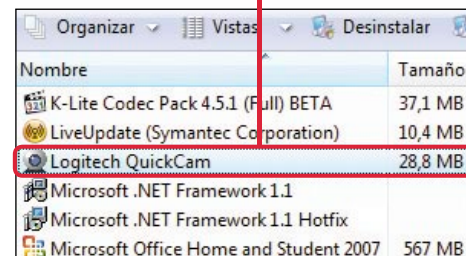 Organizar Vistas Desinstalar
Nombre Tamaño
K-Lite Codec Pack 4.5.1 (Full) BETA 37,1 MB
LiveUpdate (Symantec Corporation) 10,4 MB
Logitech QuickCam 28,8 MB
Microsoft .NET Framework 1.1
Microsoft .NET Framework 1.1 Hotfix
Microsoft Office Home and Student 2007 567 MB